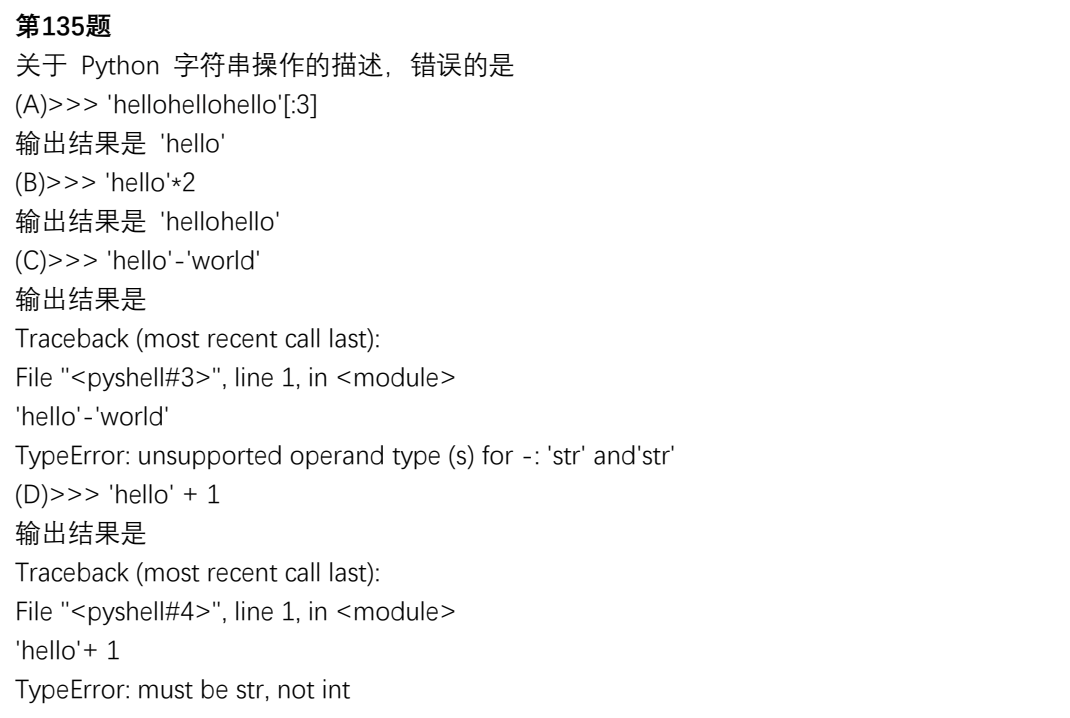 第135题
关于 Python 字符串操作的描述，错误的是
(A)>>> 'hellohellohello'[:3]
输出结果是 'hello'
(B)>>> 'hello'*2
输出结果是 'hellohello'
(C)>>> 'hello'-'world'
输出结果是
Traceback (most recent call last):
File "<pyshell#3>", line 1, in <module>
'hello'-'world'
TypeError: unsupported operand type (s) for -: 'str' and'str'
(D)>>> 'hello' + 1
输出结果是
Traceback (most recent call last):
File "<pyshell#4>", line 1, in <module>
'hello'+ 1
TypeError: must be str, not int